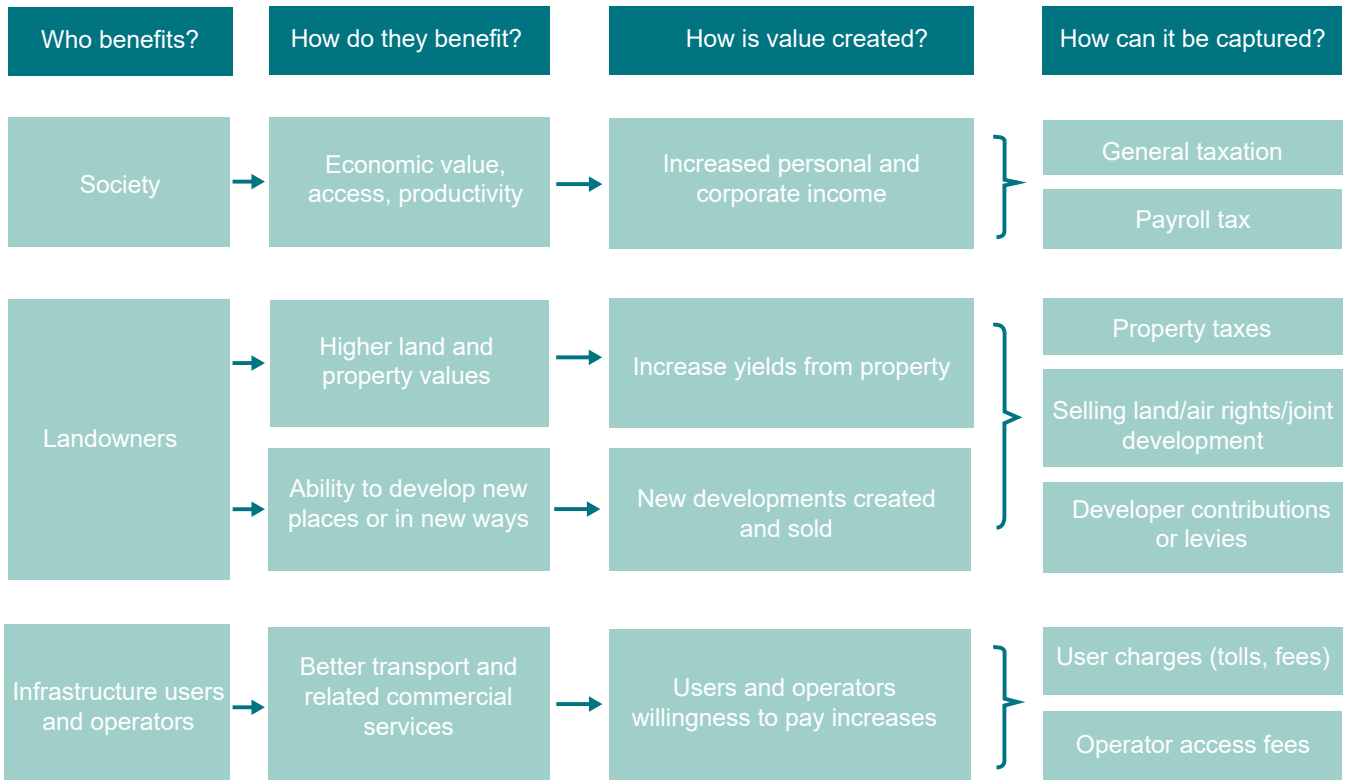 Who benefits?
How do they benefit?
How is value created?
How can it be captured?
Society
Economic value,
access, productivity
Increased personal and
corporate income
General taxation
Payroll tax
Landowners
Higher land and
property values
Increase yields from property
Ability to develop new
places or in new ways
New developments created
and sold
Property taxes
Selling land/air rights/joint
development
Developer contributions
or levies
Infrastructure users
and operators
Better transport and
related commercial
services
Users and operators
willingness to pay increases
User charges (tolls, fees)
Operator access fees